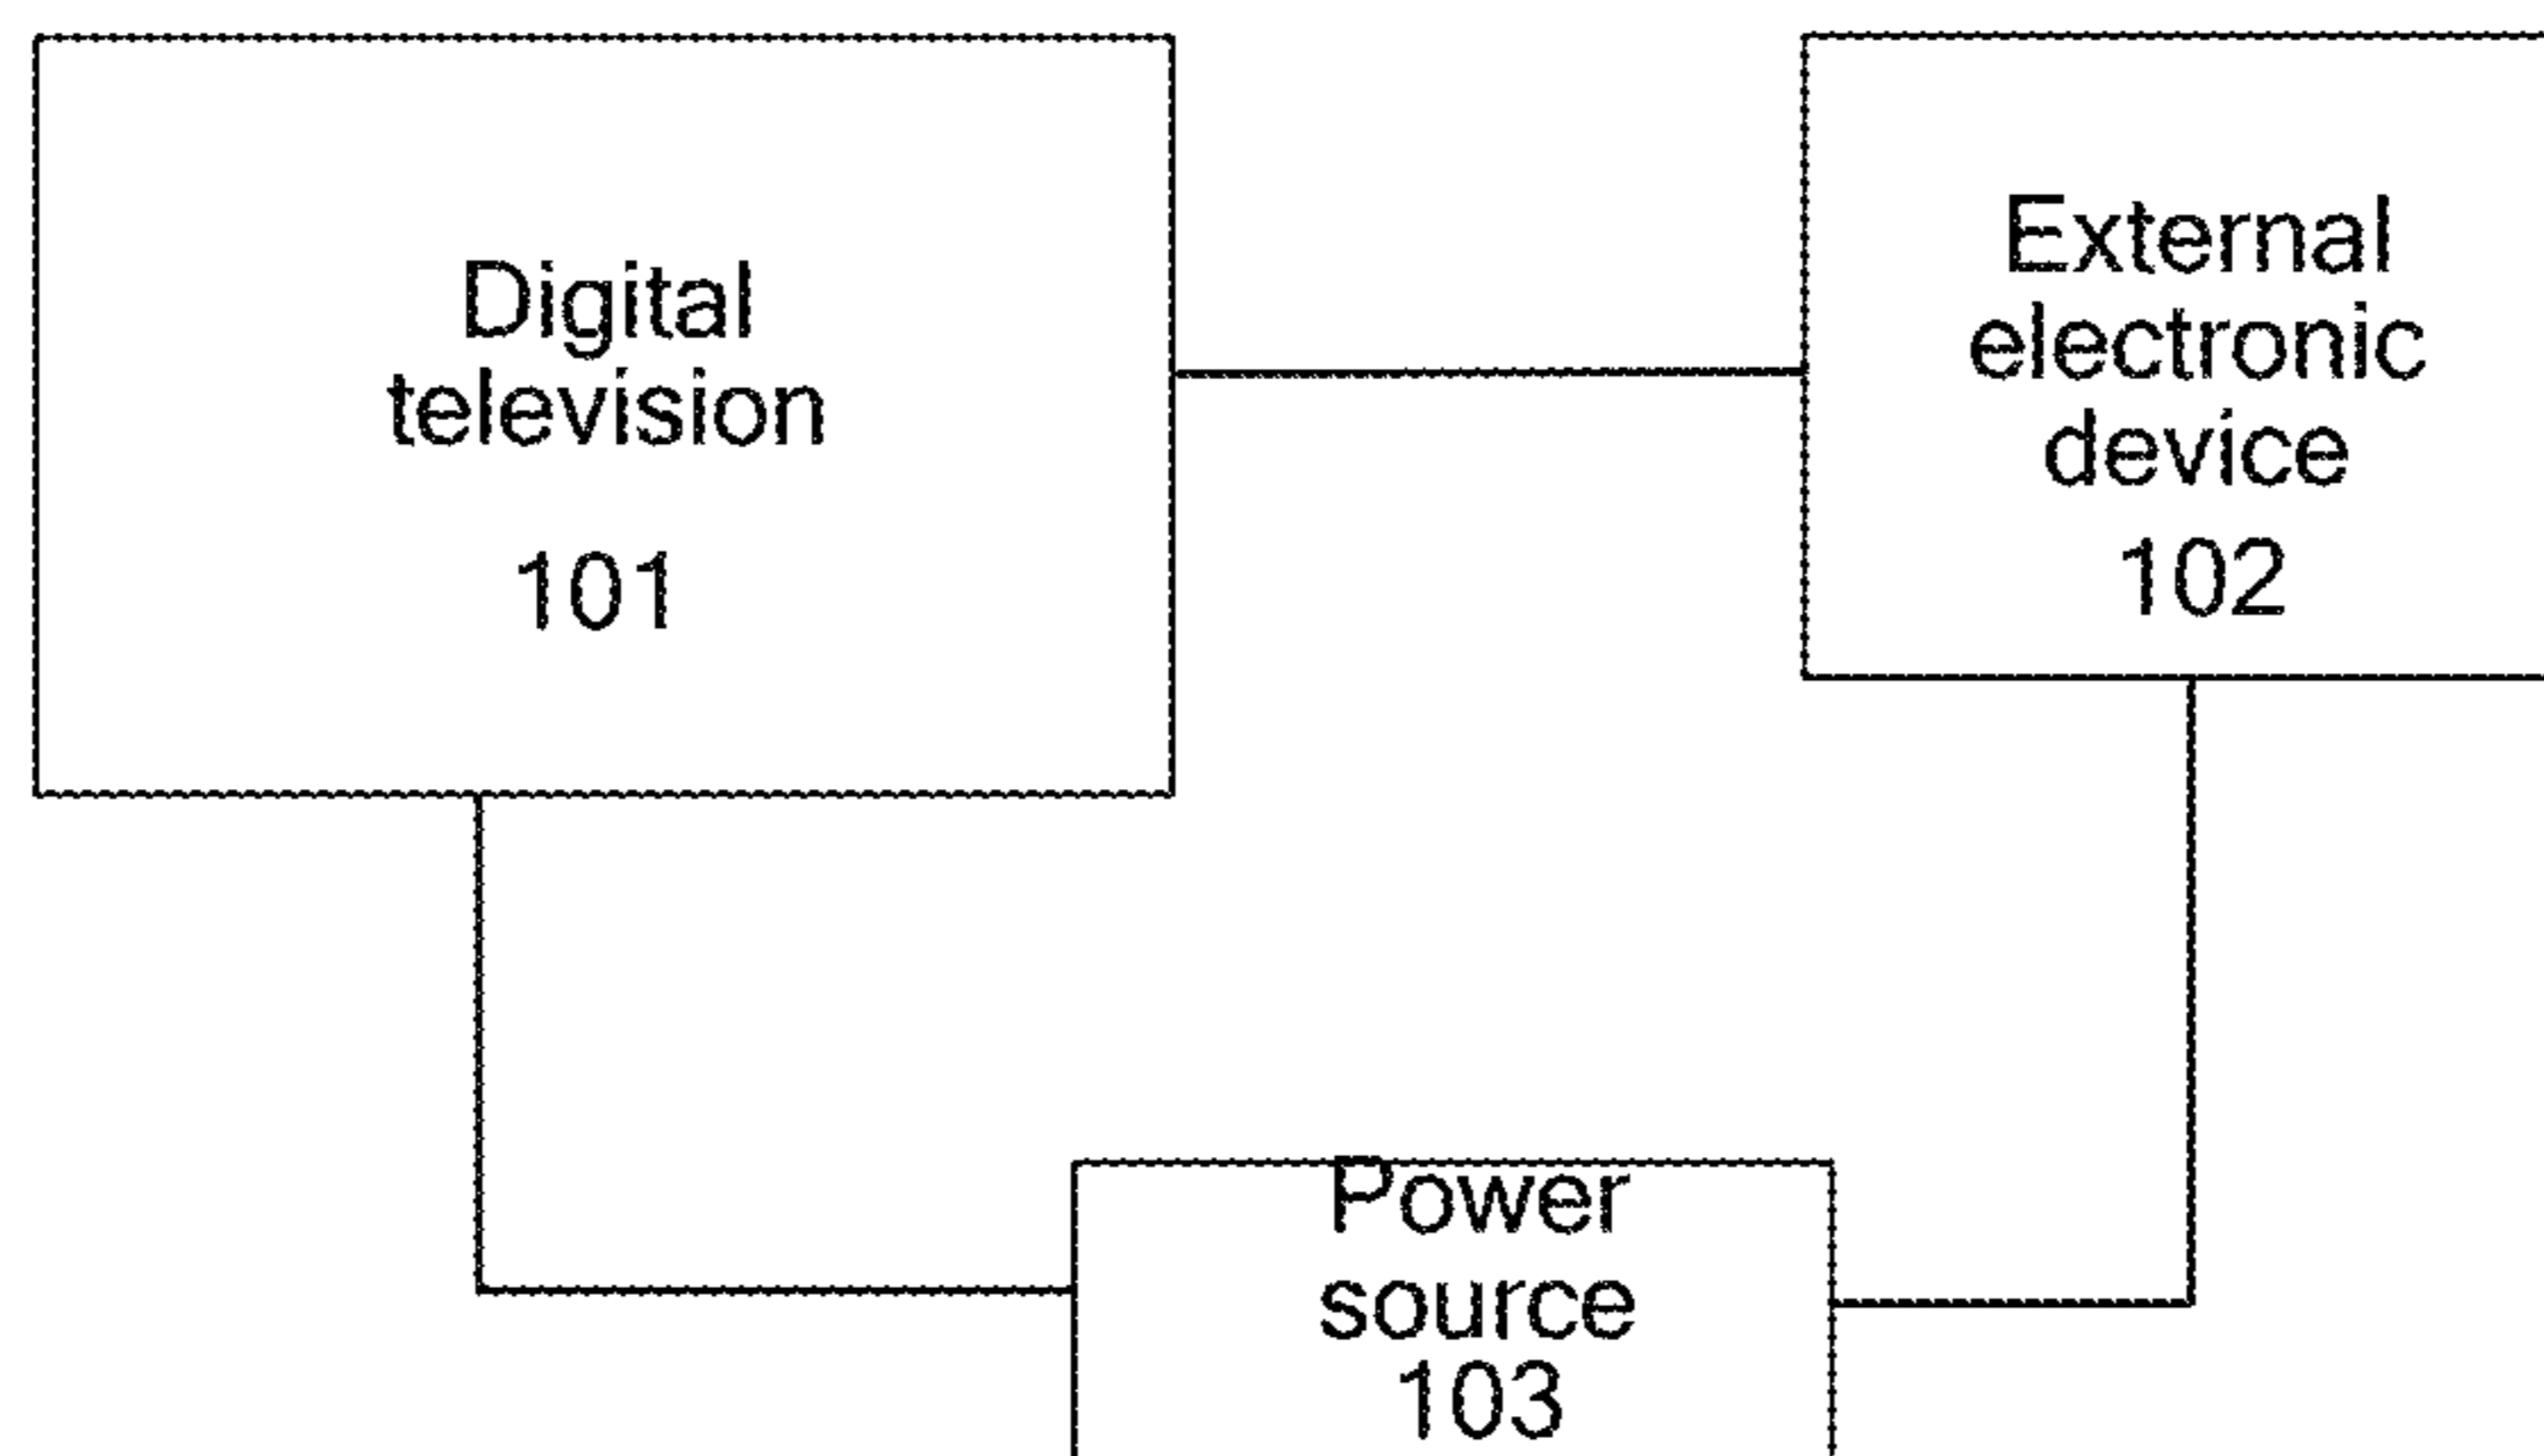 Digital
television
101
External
electronic
device
102
Power
source
103